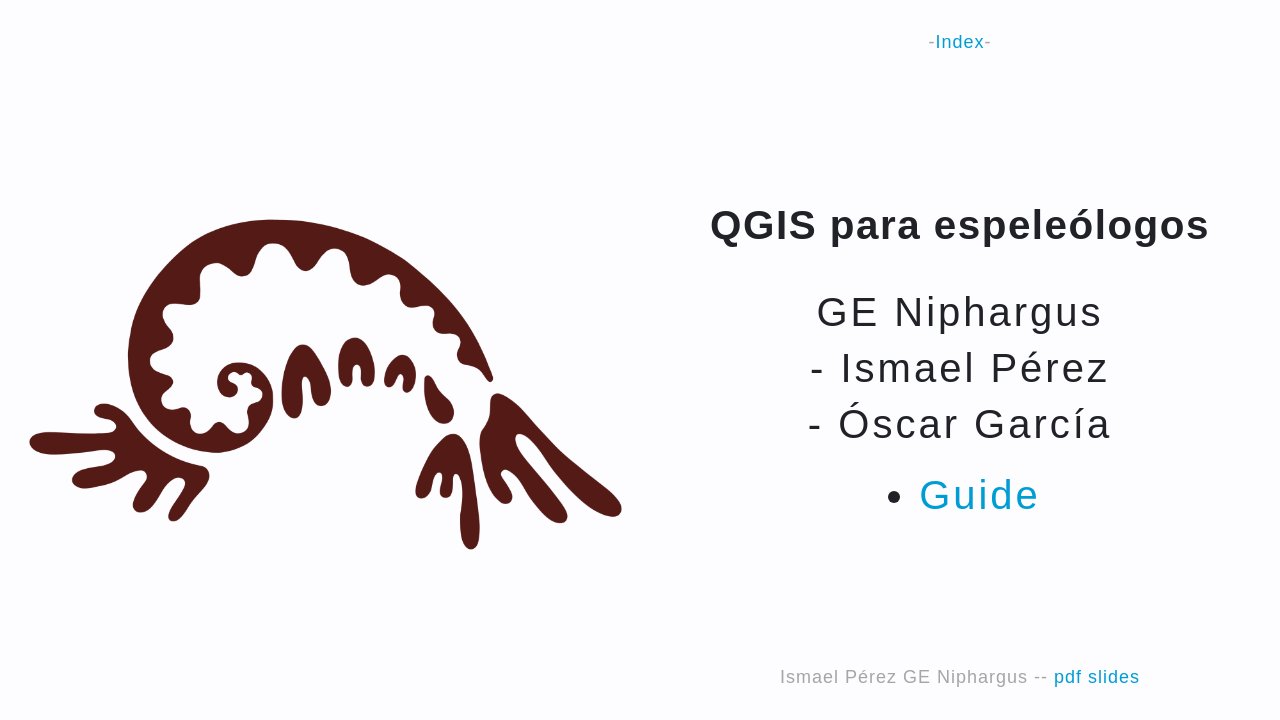 -Index-
QGIS para espeleólogos
GE Niphargus
- Ismael Pérez
- Óscar García
• Guide
Ismael Pérez GE Niphargus -- pdf slides